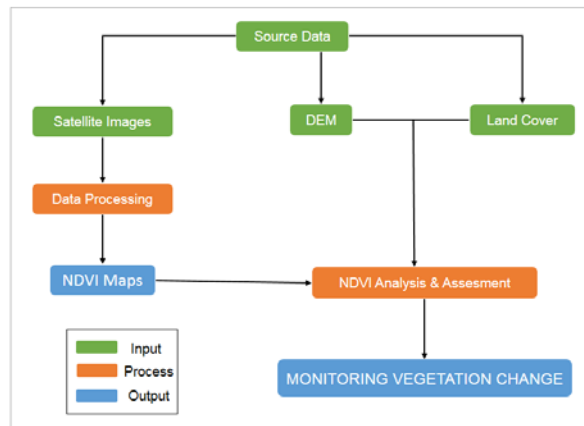 Source Data
Satellite Images
DEM
Land Cover
Data Processing
NDVI Maps
NDVI Analysis & Assesment
Input
Process
Output
MONITORING VEGETATION CHANGE